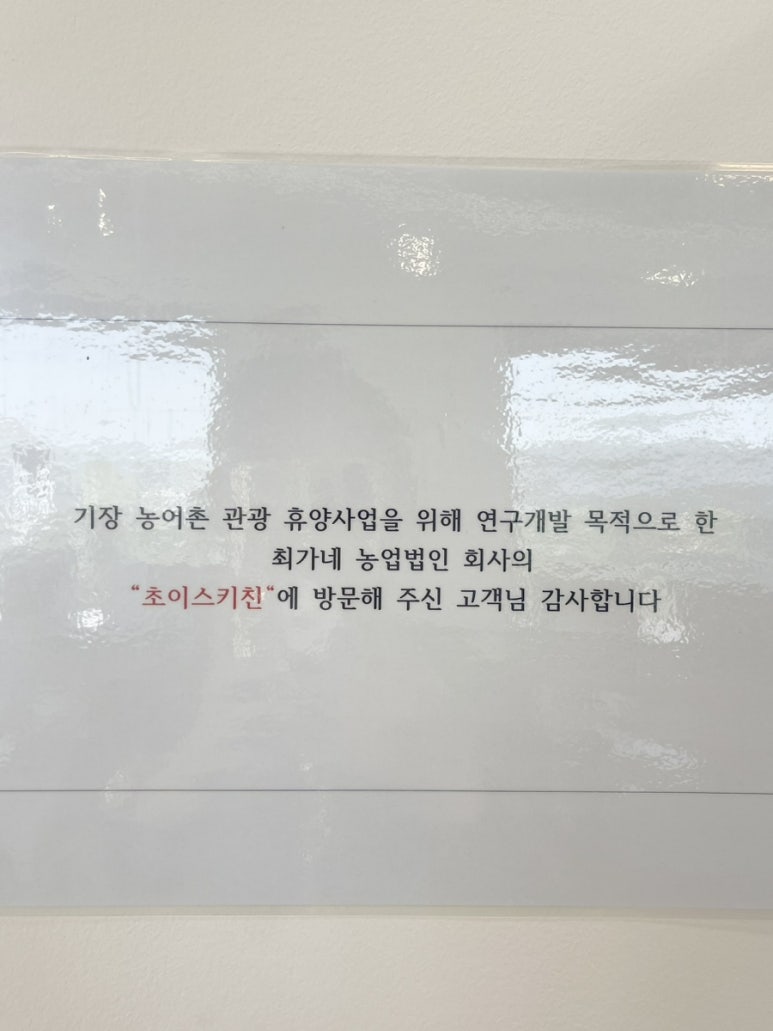 기장 농어촌 관광 휴양사업을 위해 연구개발 목적으로 한
최가네 농업법인 회사의
“초이스키친“에 방문해 주신 고객님 감사합니다